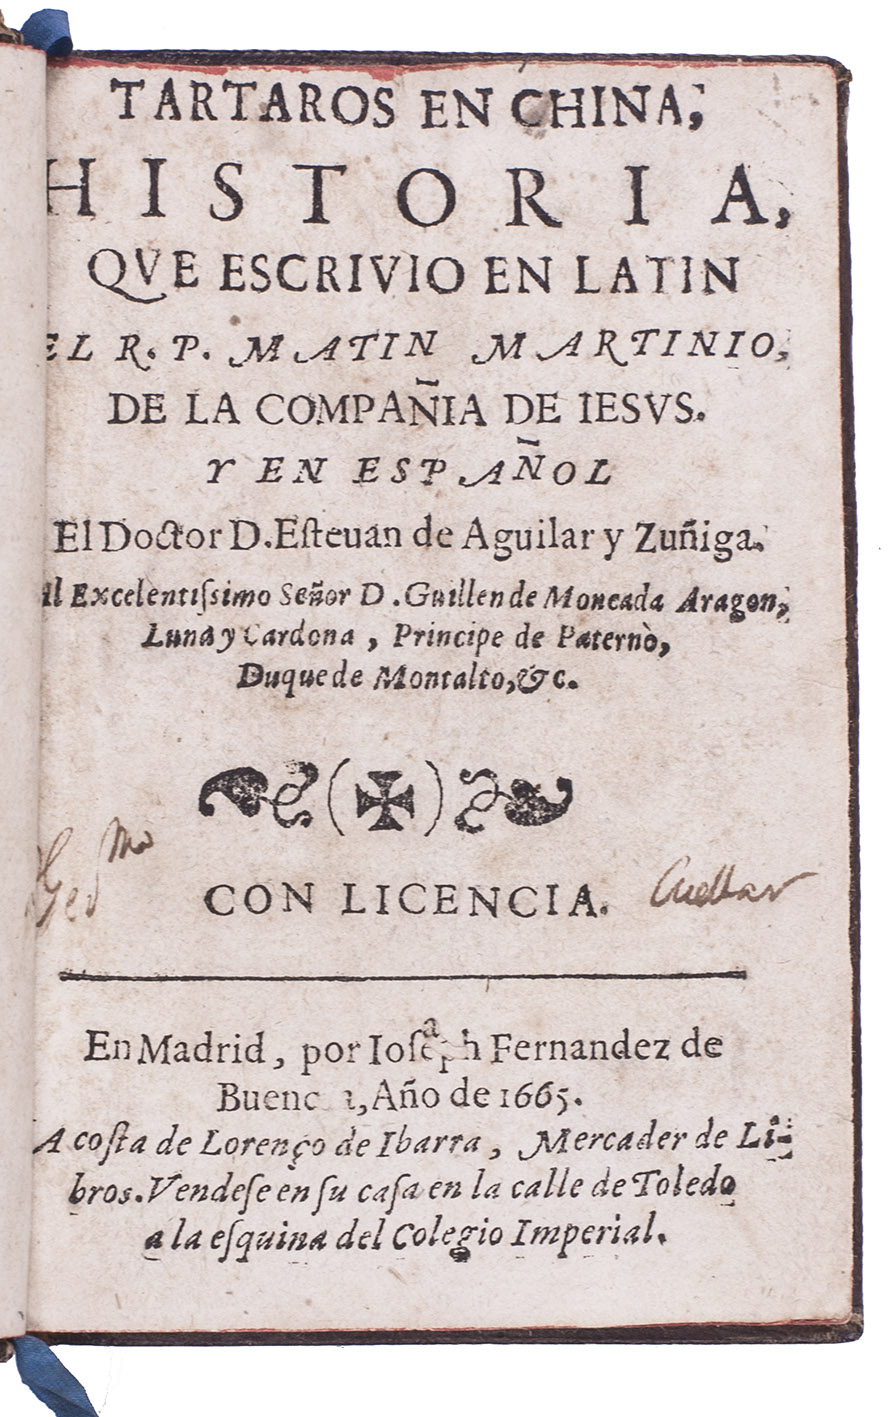 TARTAROS EN CHINA,
HISTORIA,
QVE ESCRIVIO EN LATIN
EL R. P. MATIN MARTINIO,
DE LA COMPAÑIA DE IESVS.
Y EN ESPAÑOL
El Doctor D. Esteuan de Aguilar y Zuñiga.
Al Excelentissimo Señor D. Guillen de Moncada Aragon,
Luna y Cardona, Principe de Paternò,
Duque de Montalto, &c.
CON LICENCIA.
Cuellar
En Madrid, por Ioseph Fernandez de
Año de 1665.
A costa de Lorenço de Ibarra, Mercader de Li-
bros. Vendese en su casa en la calle de Toledo
a la esquina del Colegio Imperial.